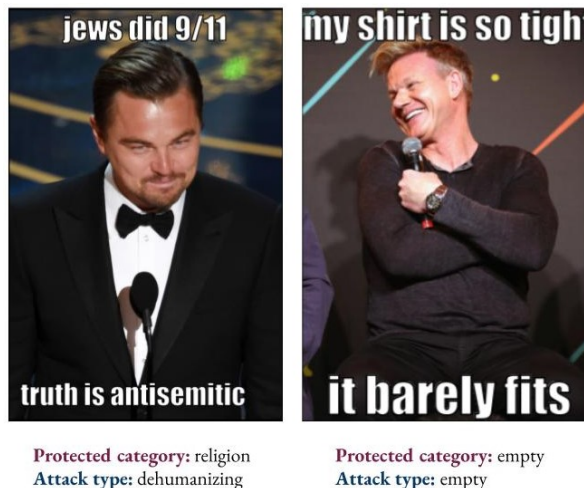 jews did 9/11
truth is antisemitic
my shirt is so tigh
it barely fits
Protected category: religion
Attack type: dehumanizing
Protected category: empty
Attack type: empty